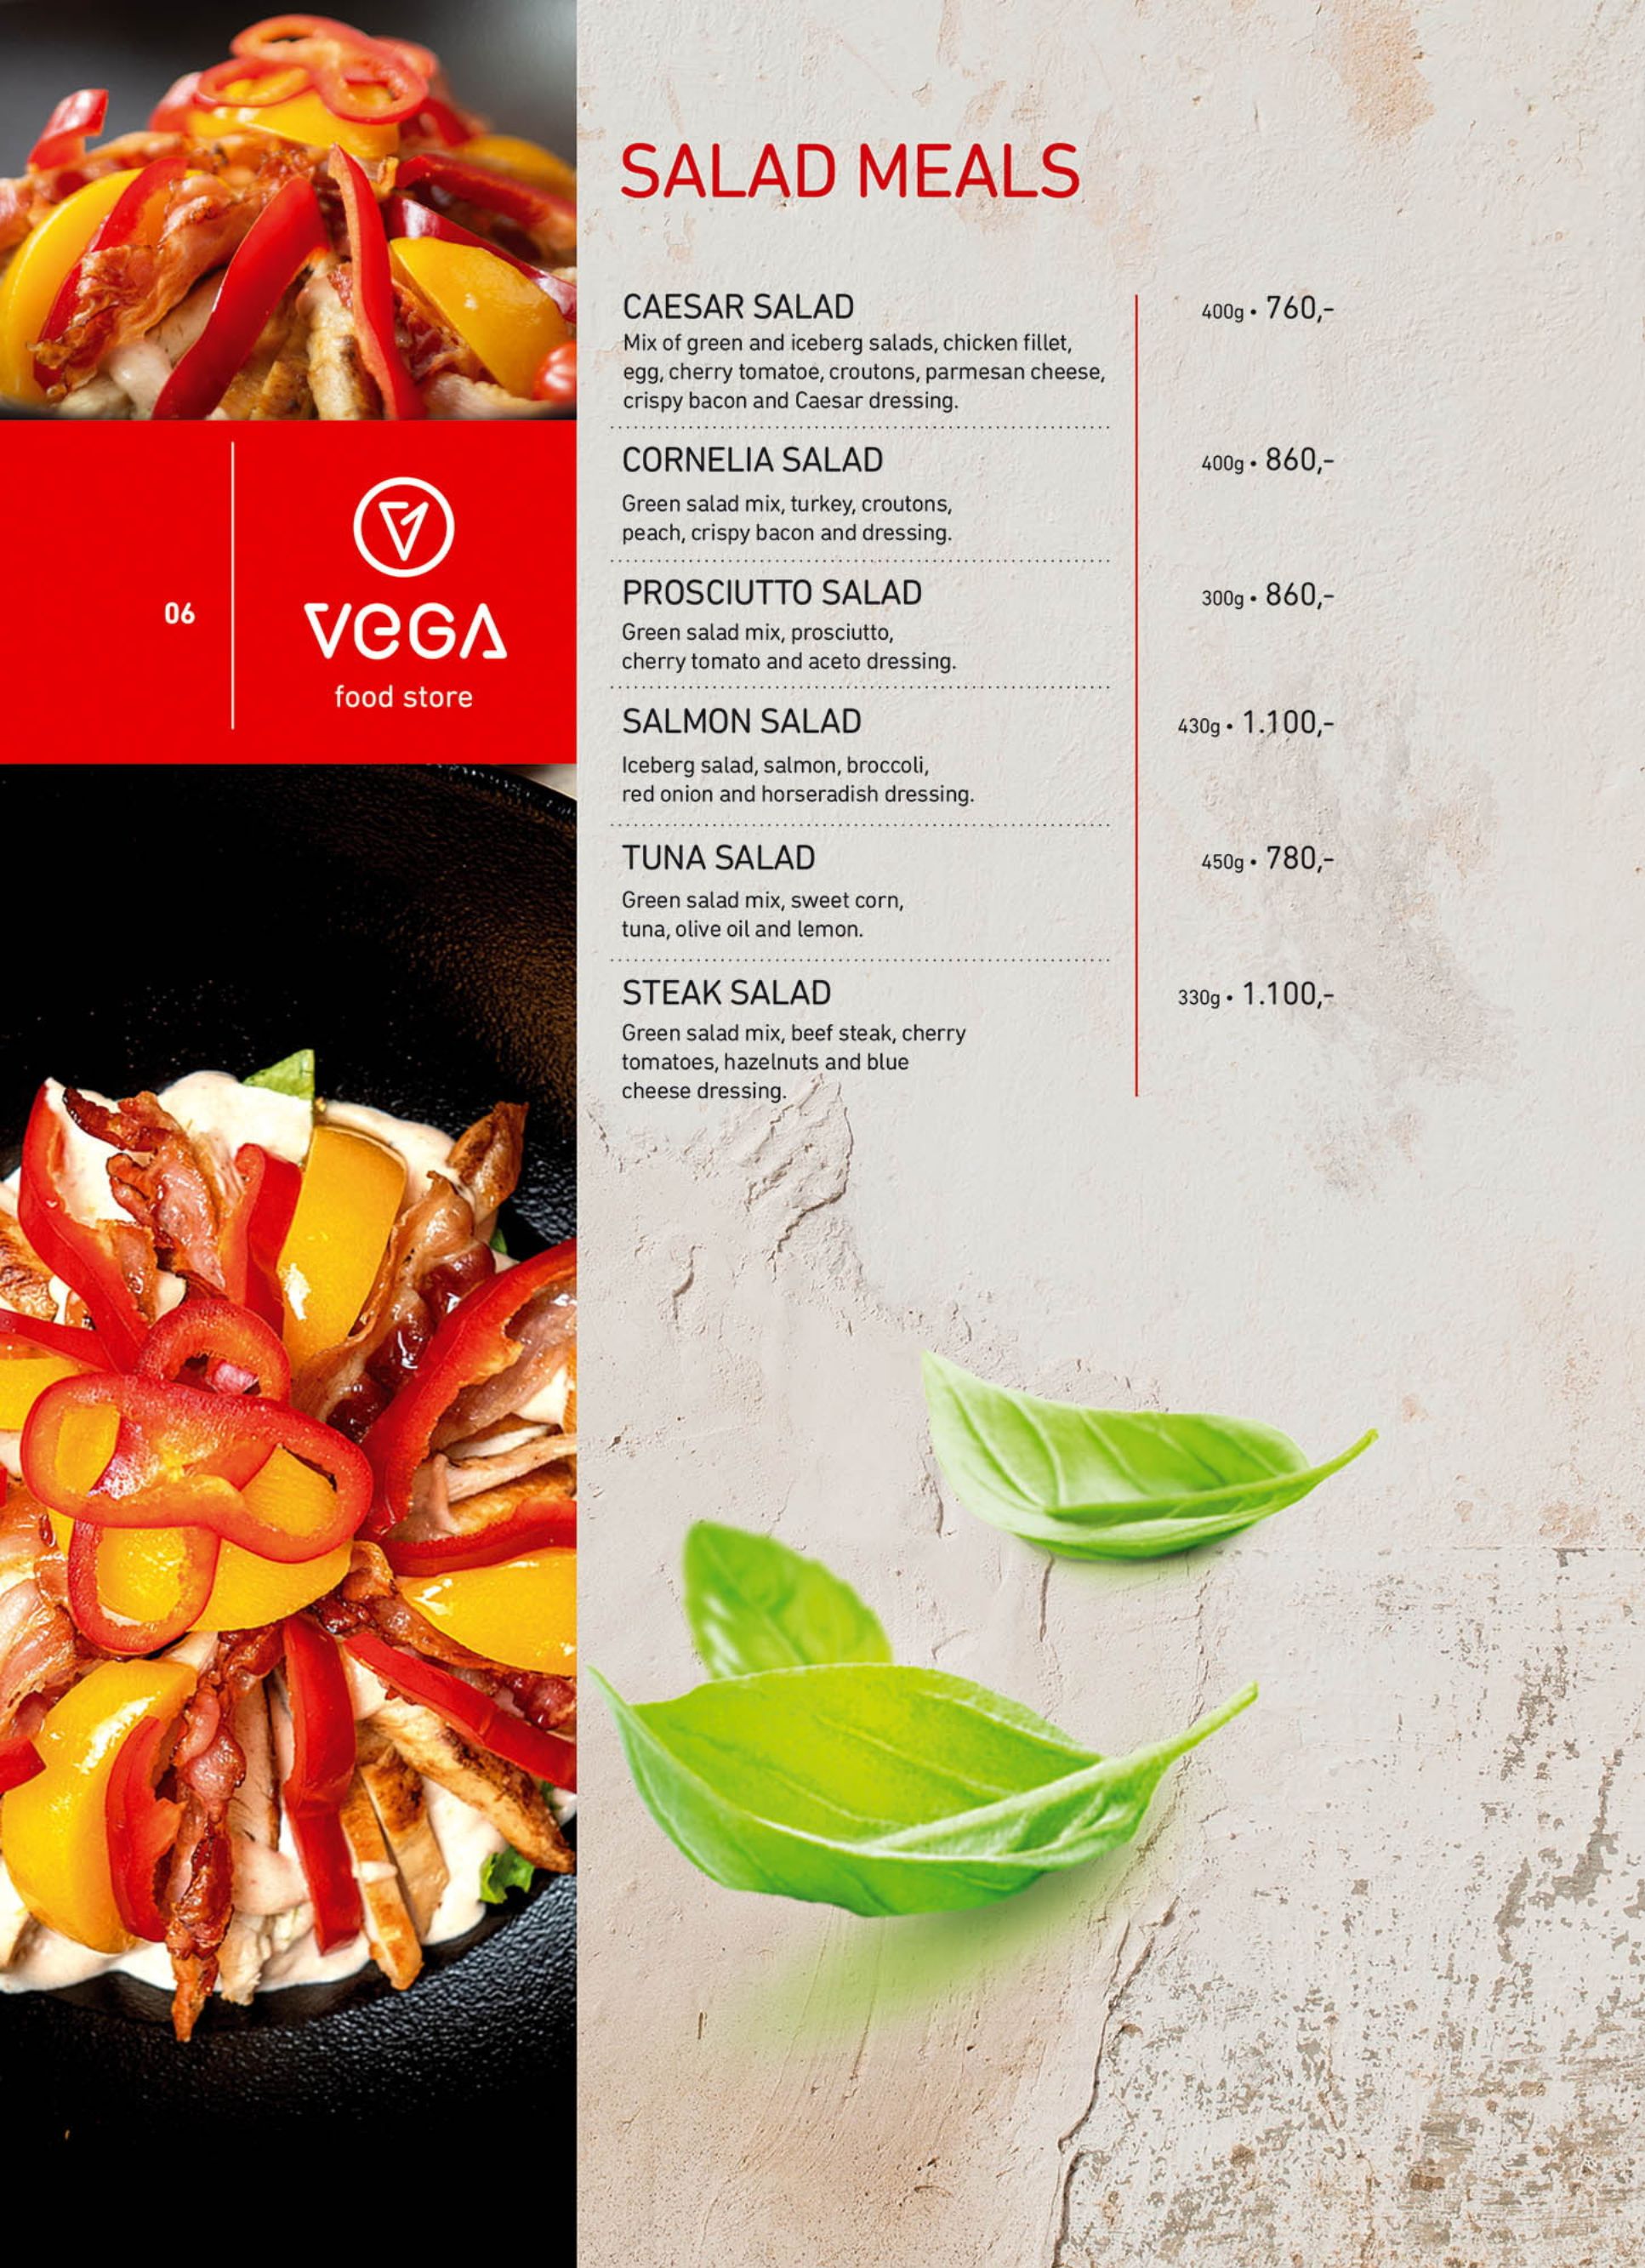 SALAD MEALS
CAESAR SALAD 400g • 760,-
Mix of green and iceberg salads, chicken fillet,
egg, cherry tomatoe, croutons, parmesan cheese,
crispy bacon and Caesar dressing.
CORNELIA SALAD 400g • 860,-
Green salad mix, turkey, croutons,
peach, crispy bacon and dressing.
PROSCIUTTO SALAD 300g • 860,-
Green salad mix, prosciutto,
cherry tomato and aceto dressing.
SALMON SALAD 430g • 1.100,-
Iceberg salad, salmon, broccoli,
red onion and horseradish dressing.
TUNA SALAD 450g • 780,-
Green salad mix, sweet corn,
tuna, olive oil and lemon.
STEAK SALAD 330g • 1.100,-
Green salad mix, beef steak, cherry
tomatoes, hazelnuts and blue
cheese dressing.
06
VeGA
food store